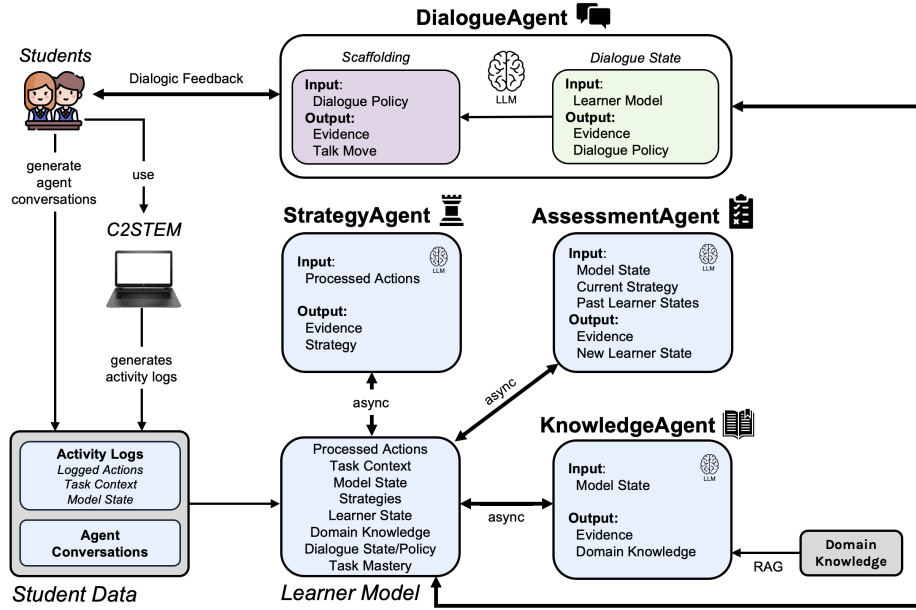 DialogueAgent
Students
Dialogic Feedback
Scaffolding
Input:
Dialogue Policy
Output:
Evidence
Talk Move
LLM
Dialogue State
Input:
Learner Model
Output:
Evidence
Dialogue Policy
generate
agent
conversations
use
C2STEM
generates
activity logs
StrategyAgent
Input:
Processed Actions
Output:
Evidence
Strategy
LLM
AssessmentAgent
Input:
Model State
Current Strategy
Past Learner States
Output:
Evidence
New Learner State
LLM
async
async
KnowledgeAgent
Input:
Model State
Output:
Evidence
Domain Knowledge
LLM
async
RAG
Domain
Knowledge
Activity Logs
Logged Actions
Task Context
Model State
Agent
Conversations
Student Data
Processed Actions
Task Context
Model State
Strategies
Learner State
Domain Knowledge
Dialogue State/Policy
Task Mastery
Learner Model